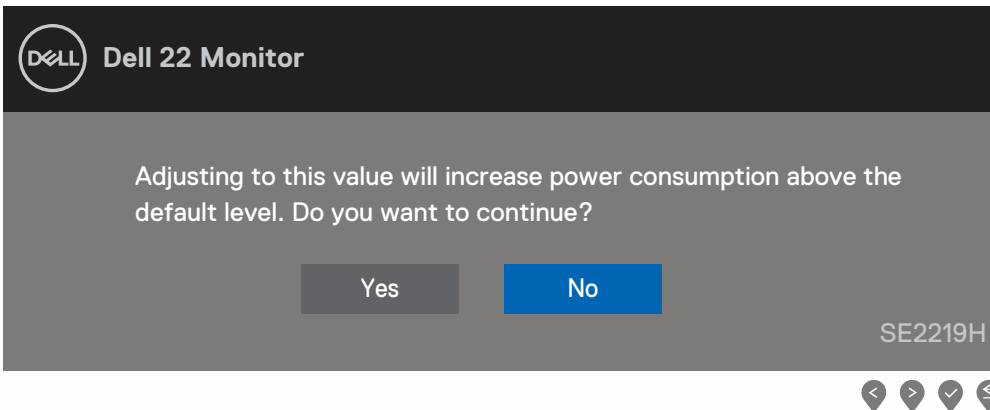 DELL Dell 22 Monitor
Adjusting to this value will increase power consumption above the
default level. Do you want to continue?
Yes No
SE2219H